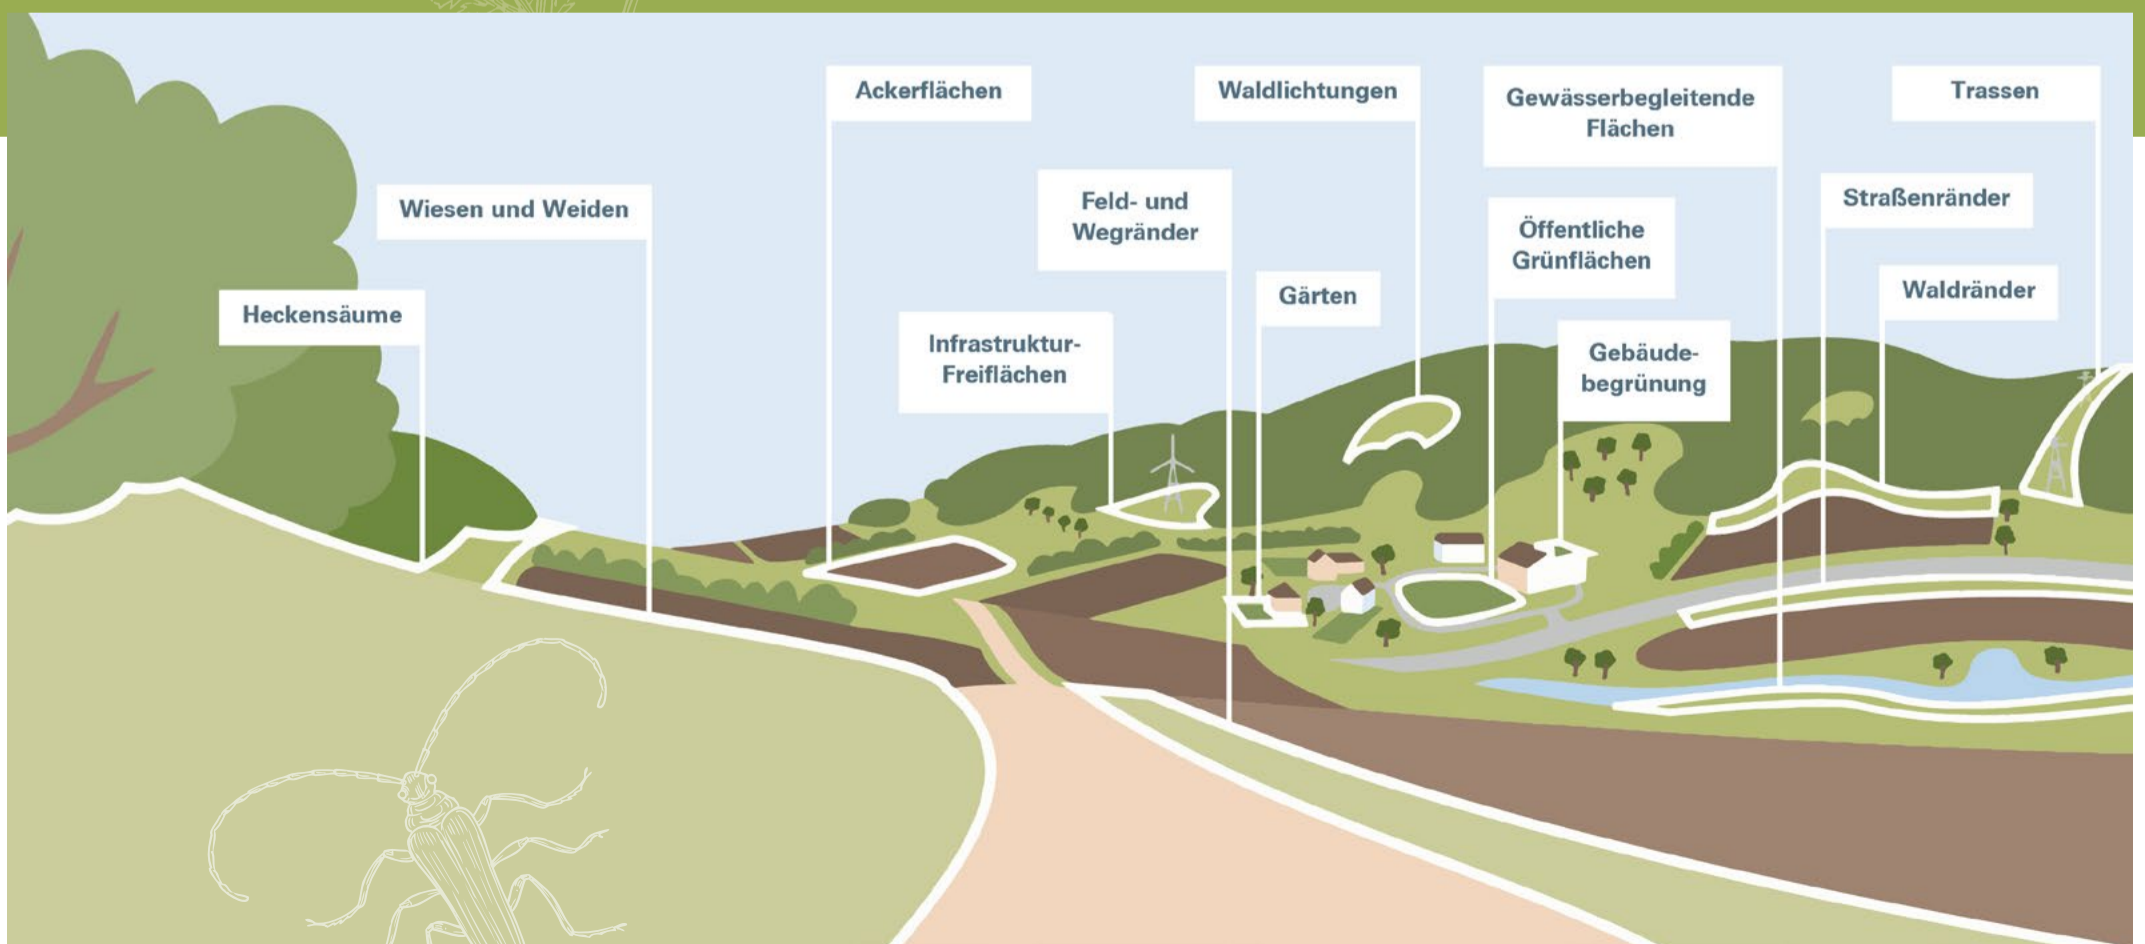 Ackerflächen
Waldlichtungen
Gewässerbegleitende
Flächen
Trassen
Wiesen und Weiden
Feld- und
Wegränder
Straßenränder
Öffentliche
Grünflächen
Gärten
Waldränder
Heckensäume
Infrastruktur-
Freiflächen
Gebäude-
begrünung